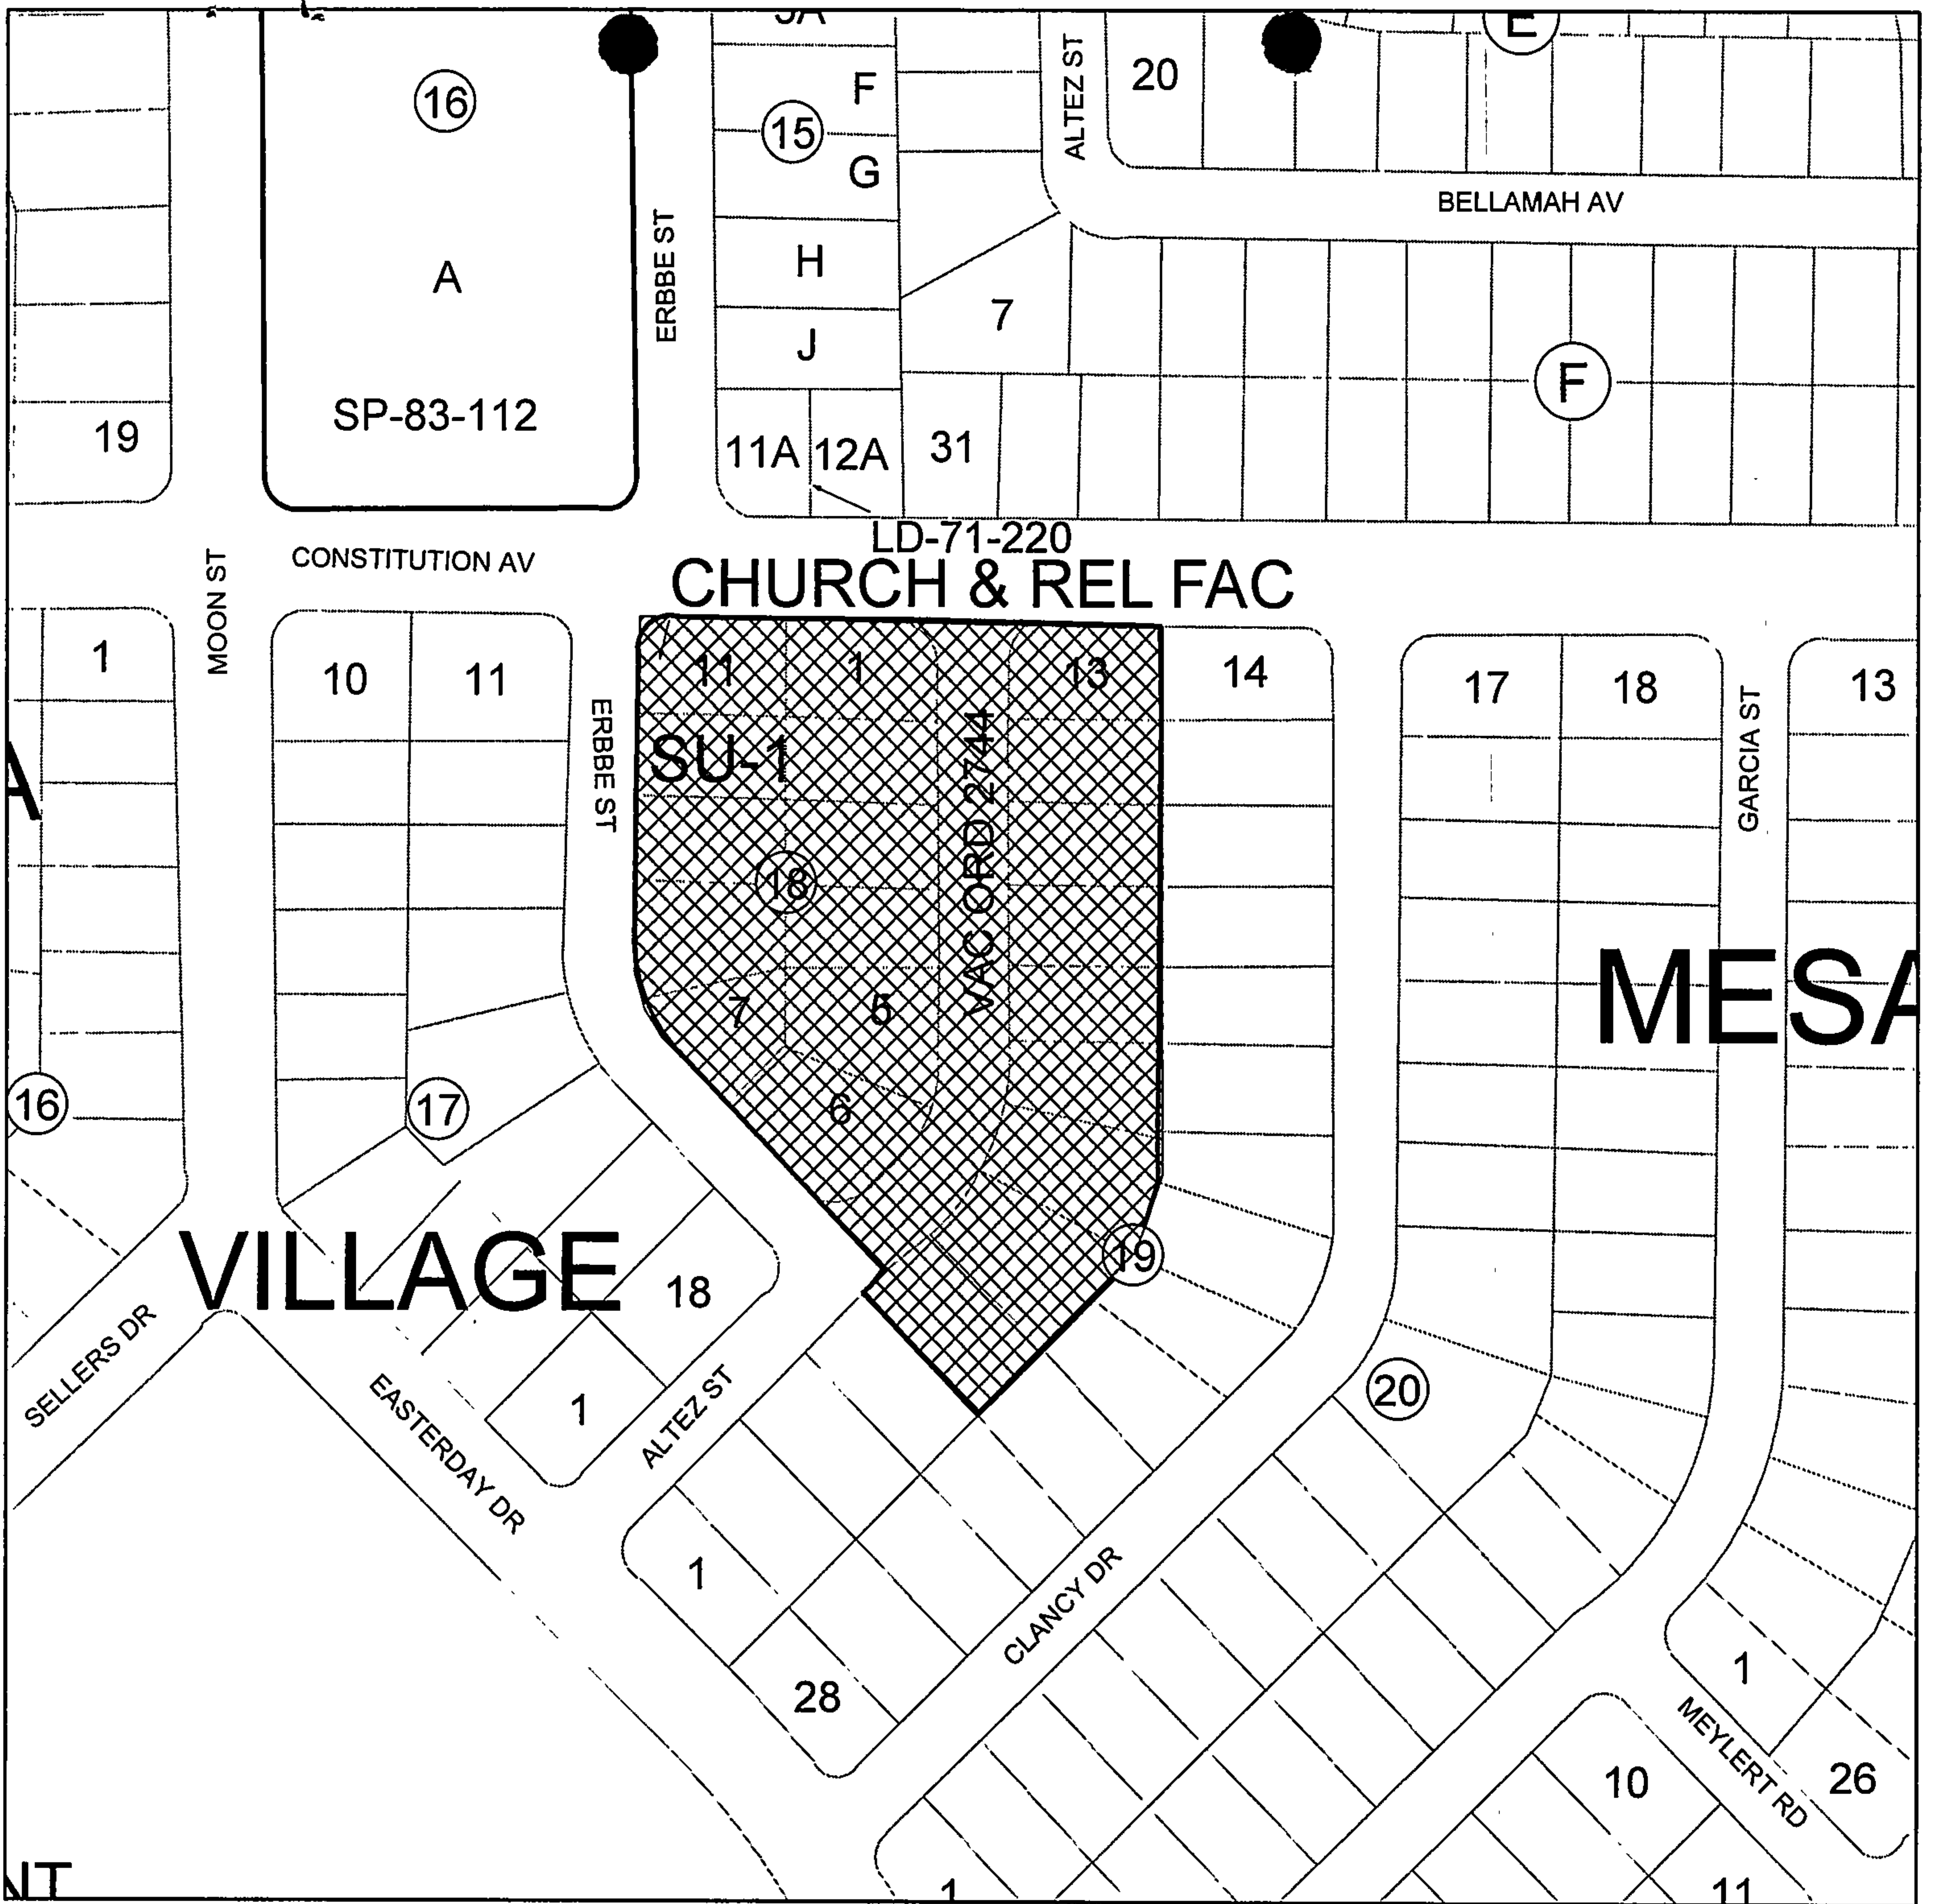 16
15
F
G
ALTEZ ST
20
BELLAMAH AV
A
ERBBE ST
H
7
J
F
SP-83-112
19
11A
12A
31
LD-71-220
CONSTITUTION AV
MOON ST
CHURCH & REL FAC
1
10
11
11
1
13
14
17
18
13
ERBBE ST
SU-1
VAC ORD 2744
GARCIA ST
18
MESA
7
5
16
17
6
VILLAGE
19
18
SELLERS DR
EASTERDAY DR
1
ALTEZ ST
20
1
CLANCY DR
28
1
MEYLERT RD
10
26
1
11